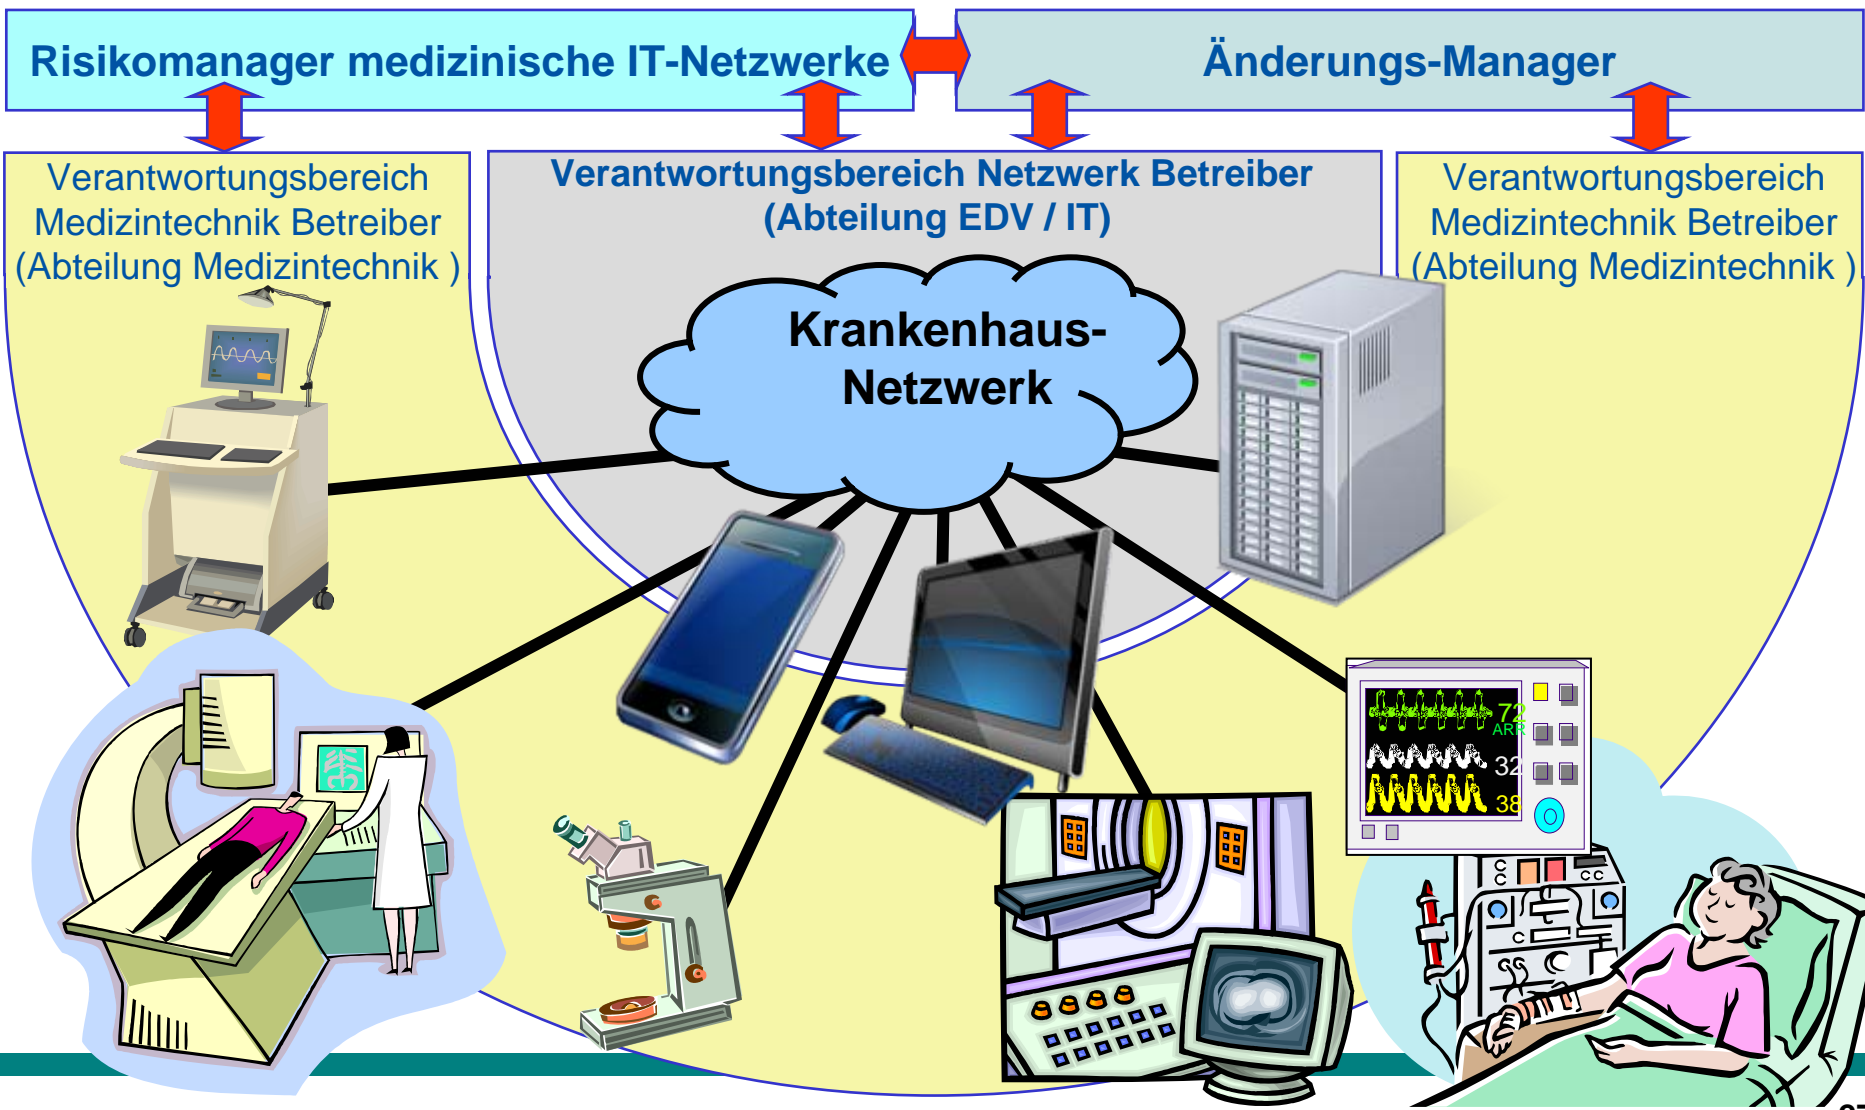 Risikomanager medizinische IT-Netzwerke
Änderungs-Manager
Verantwortungsbereich
Medizintechnik Betreiber
(Abteilung Medizintechnik )
Verantwortungsbereich Netzwerk Betreiber
(Abteilung EDV / IT)
Verantwortungsbereich
Medizintechnik Betreiber
(Abteilung Medizintechnik )
Krankenhaus-
Netzwerk
72
ARR
32
38